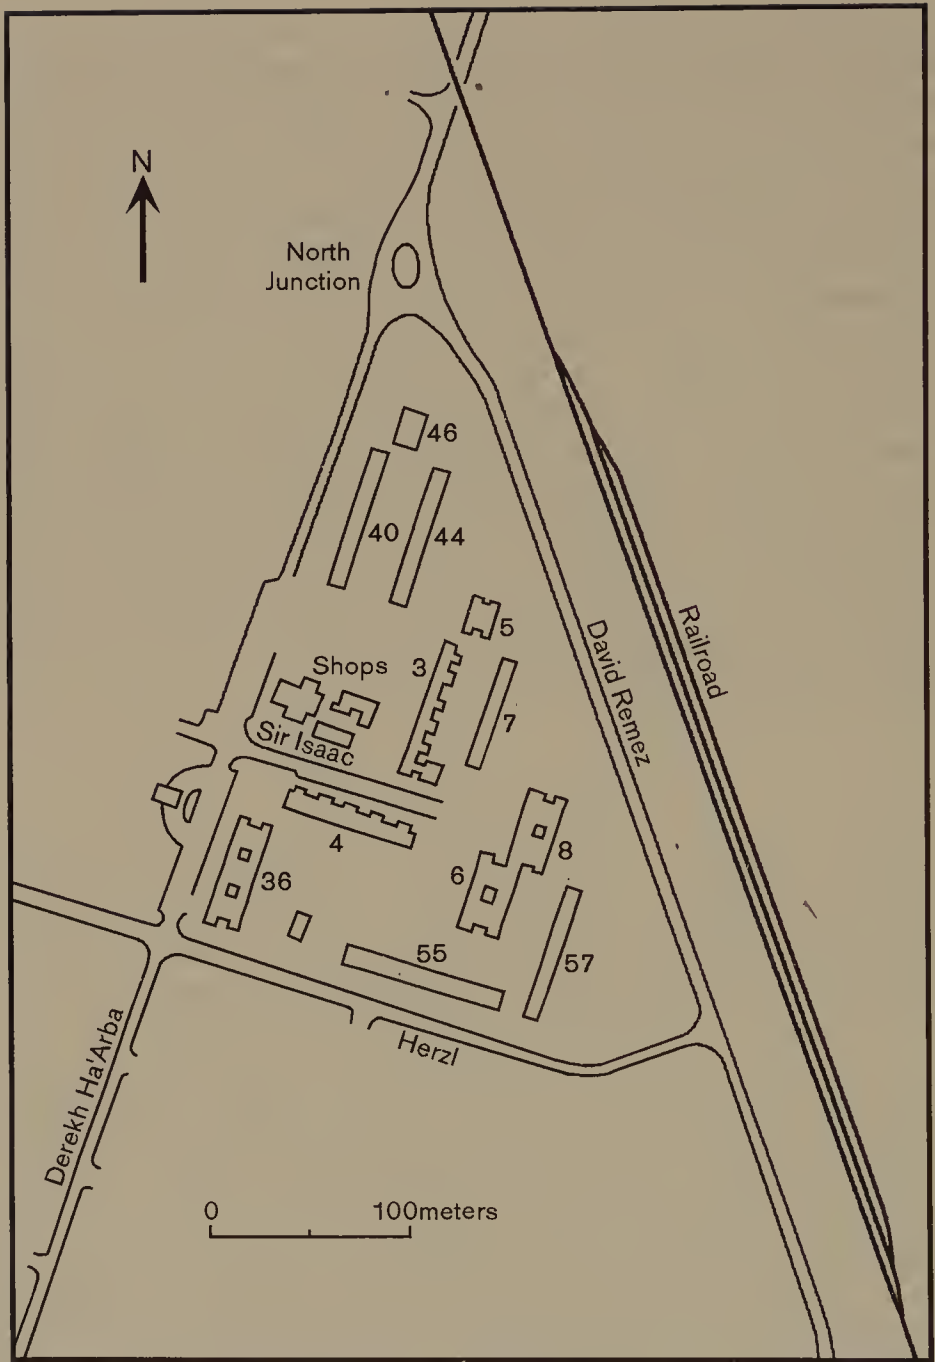 N
North
Junction
46
40
44
5
3
Shops
7
Sir Isaac
David Remez
Railroad
4
8
6
36
55
57
Herzl
Derekh Ha'Arba
0
100meters